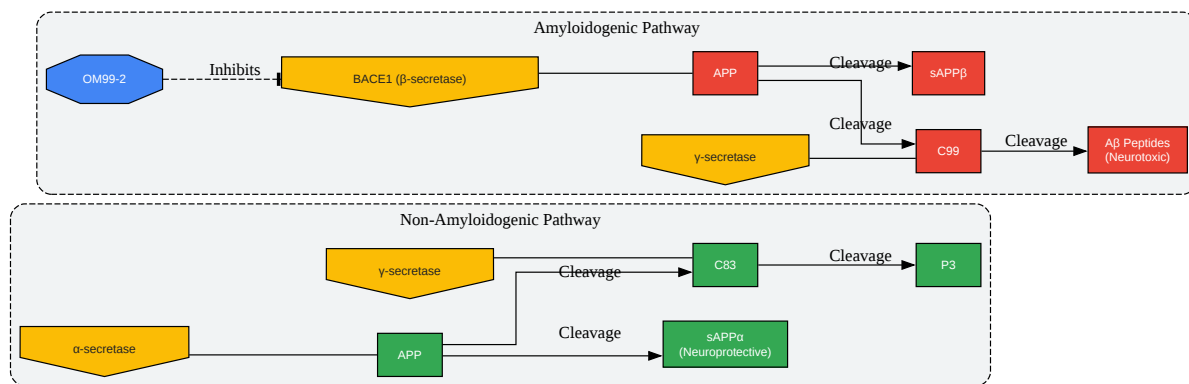 Amyloidogenic Pathway
OM99-2
Inhibits
BACE1 (β-secretase)
APP
Cleavage
sAPPβ
Cleavage
γ-secretase
C99
Cleavage
Aβ Peptides
(Neurotoxic)
Non-Amyloidogenic Pathway
γ-secretase
Cleavage
C83
Cleavage
P3
α-secretase
APP
Cleavage
sAPPα
(Neuroprotective)